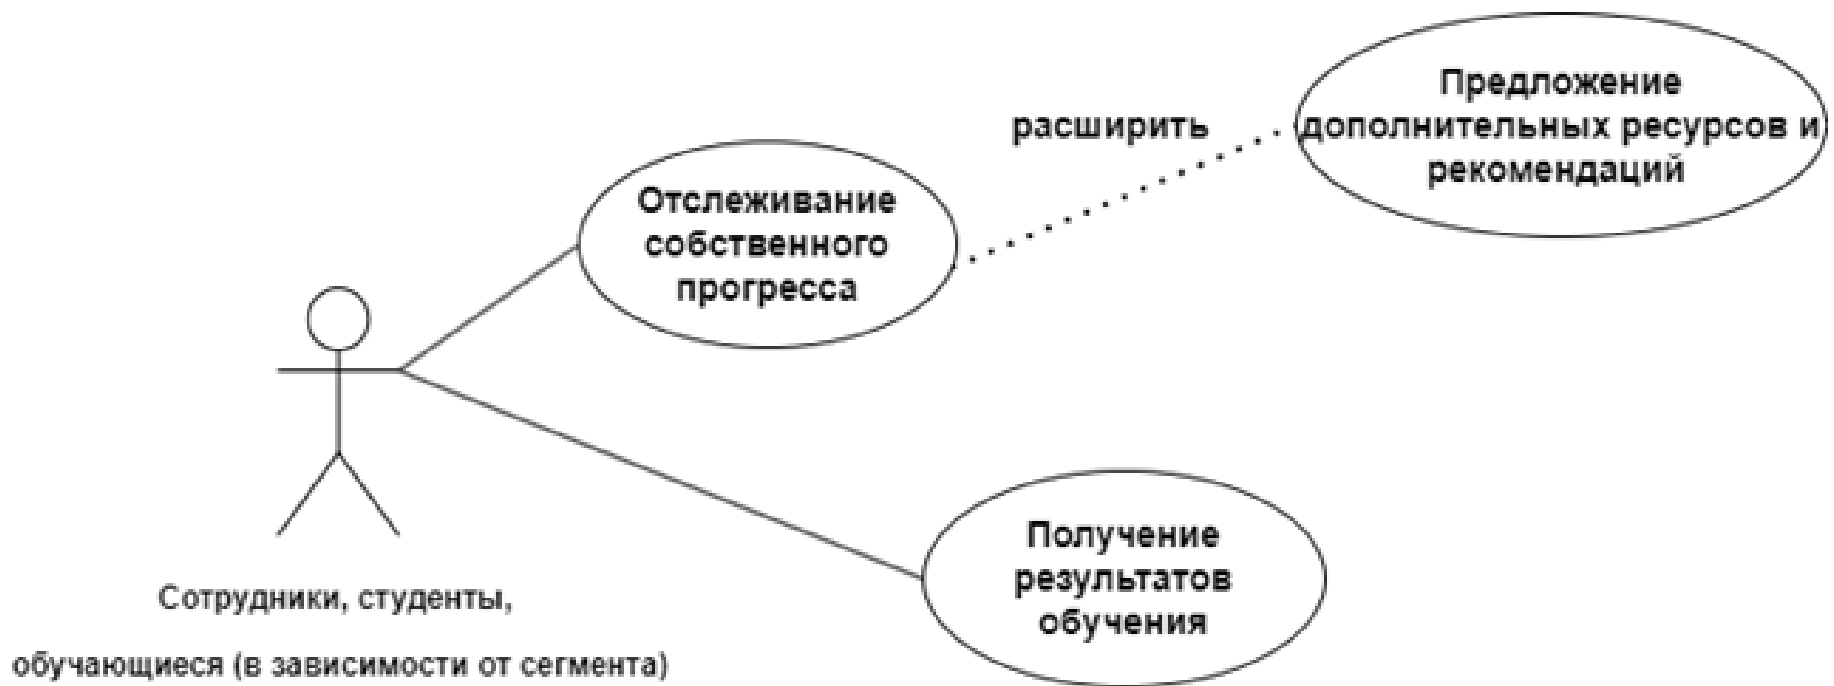 Предложение
дополнительных ресурсов и
рекомендаций
расширить
Отслеживание
собственного
прогресса
Получение
результатов
обучения
Сотрудники, студенты,
обучающиеся (в зависимости от сегмента)